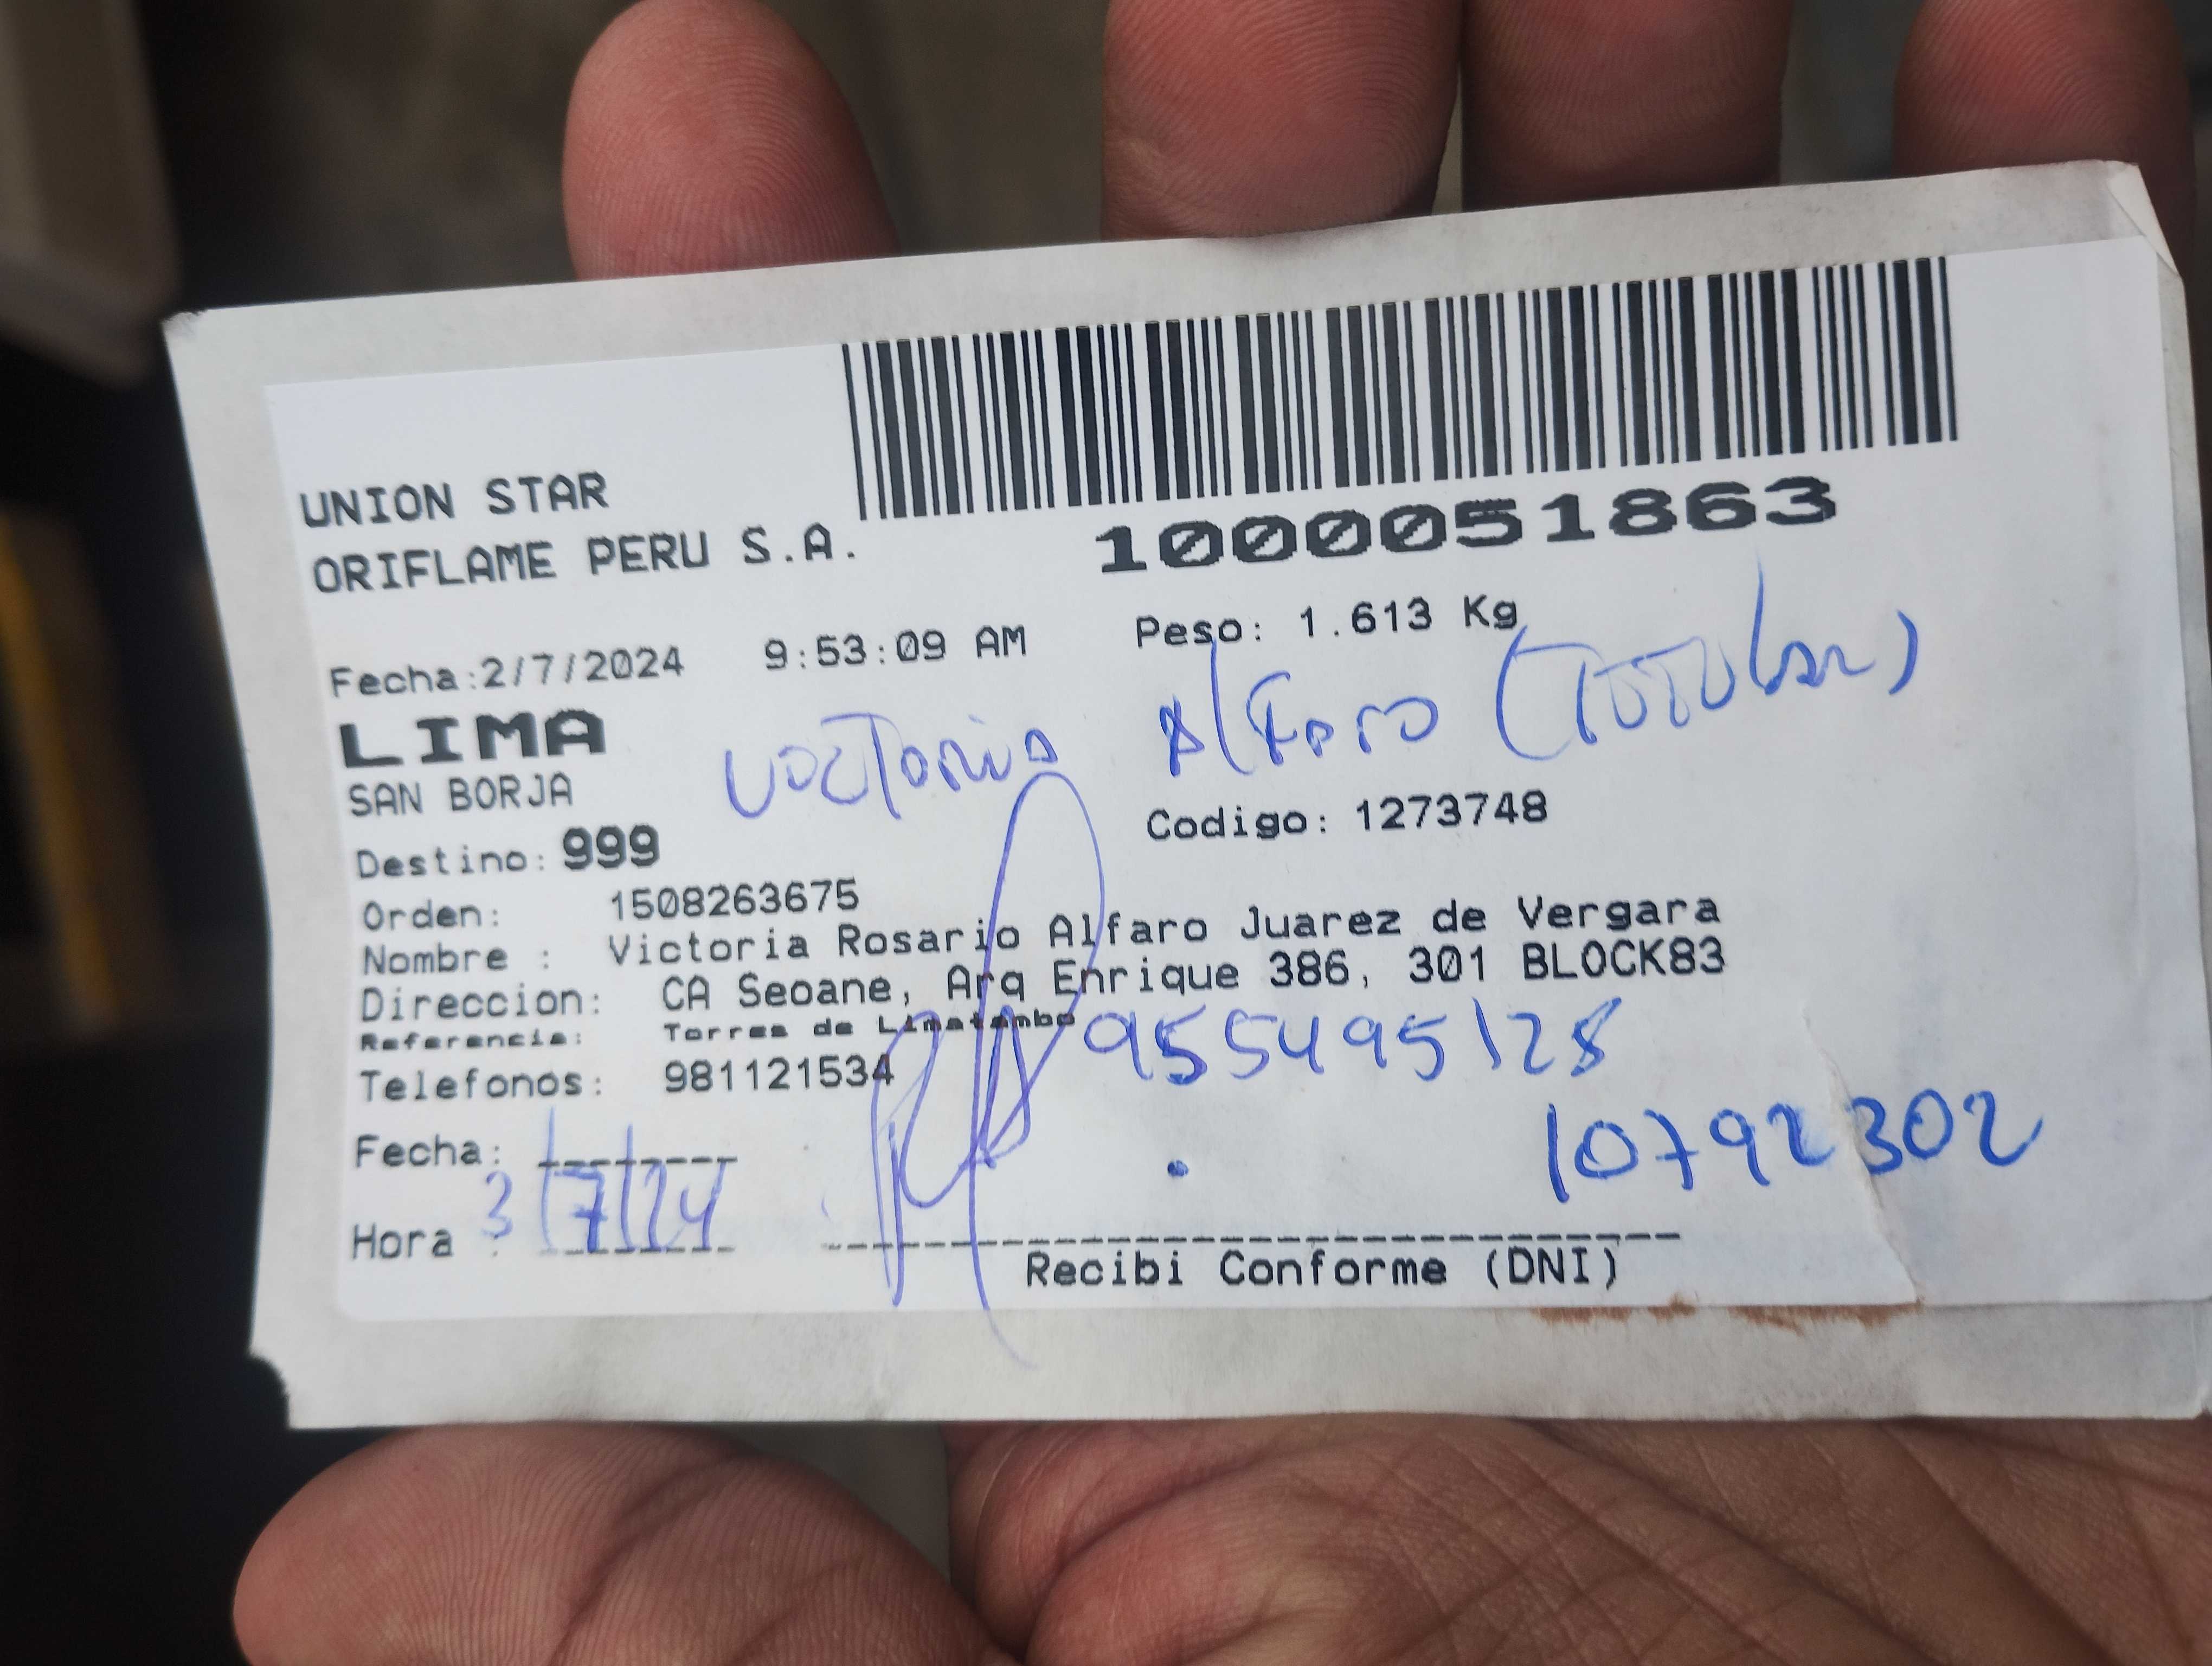 UNION STAR
ORIFLAME PERU S.A.
1000051863
Fecha:2/7/2024 9:53:09 AM Peso: 1.613 Kg
LIMA
Victoria Alfaro (Titular)
SAN BORJA
Codigo: 1273748
Destino: 999
Orden: 1508263675
Nombre : Victoria Rosario Alfaro Juarez de Vergara
Direccion: CA Seoane, Arq Enrique 386, 301 BLOCK83
Referencia: Torres de Limatambo
955495128
Telefonos: 981121534
10792302
Fecha:
3/7/24
Hora :
Recibi Conforme (DNI)